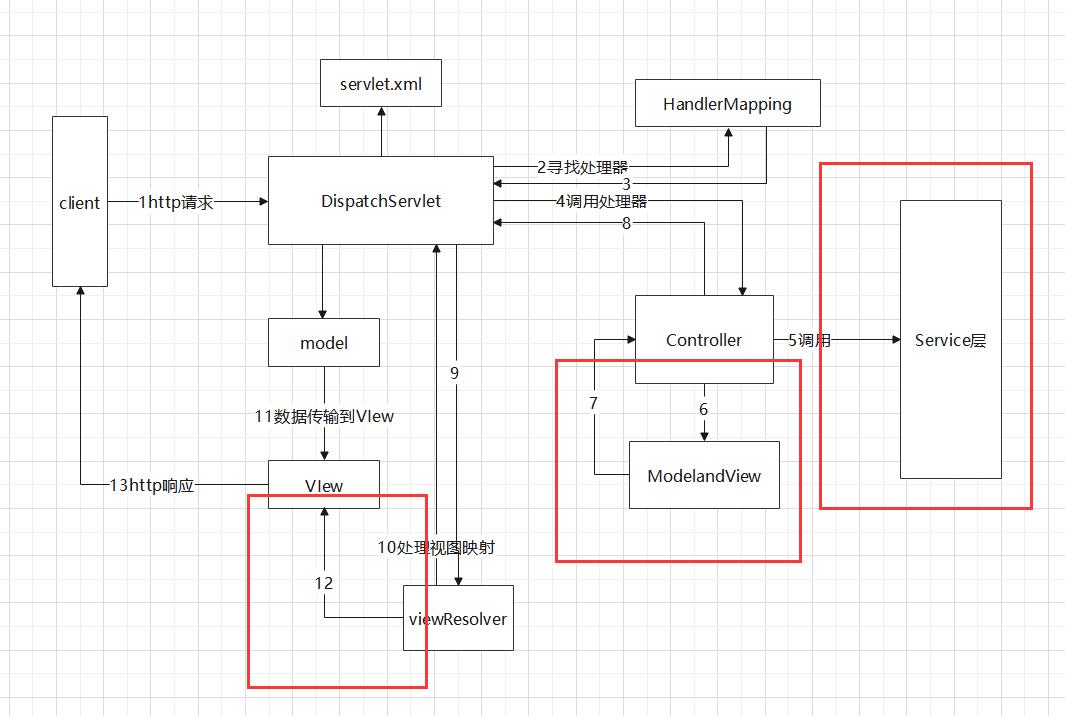 servlet.xml
HandlerMapping
client
1http请求
DispatchServlet
2寻找处理器
3
4调用处理器
8
model
Controller
5调用
Service层
9
7
6
11数据传输到VIew
ModelandView
13http响应
VIew
10处理视图映射
12
viewResolver